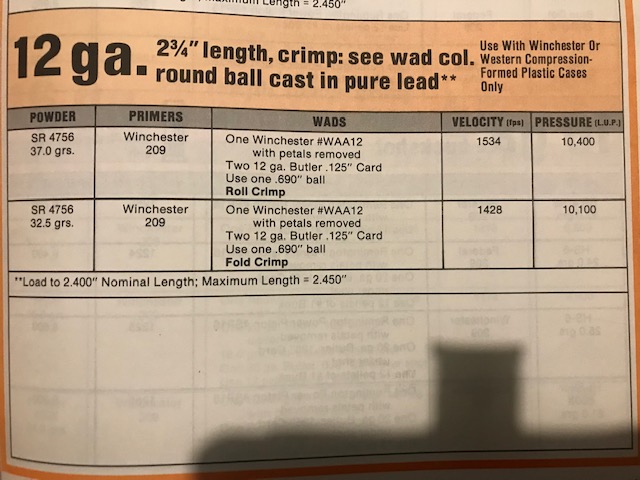 Maximum Length = 2.450"
12 ga. 2¾" length, crimp: see wad col.
round ball cast in pure lead**
Use With Winchester Or
Western Compression-
Formed Plastic Cases
Only
POWDER PRIMERS WADS VELOCITY (fps) PRESSURE (L.U.P.)
SR 4756 Winchester One Winchester #WAA12 1534 10,400
37.0 grs. 209 with petals removed
Two 12 ga. Butler .125" Card
Use one .690" ball
Roll Crimp
SR 4756 Winchester One Winchester #WAA12 1428 10,100
32.5 grs. 209 with petals removed
Two 12 ga. Butler .125" Card
Use one .690" ball
Fold Crimp
**Load to 2.400" Nominal Length; Maximum Length = 2.450"